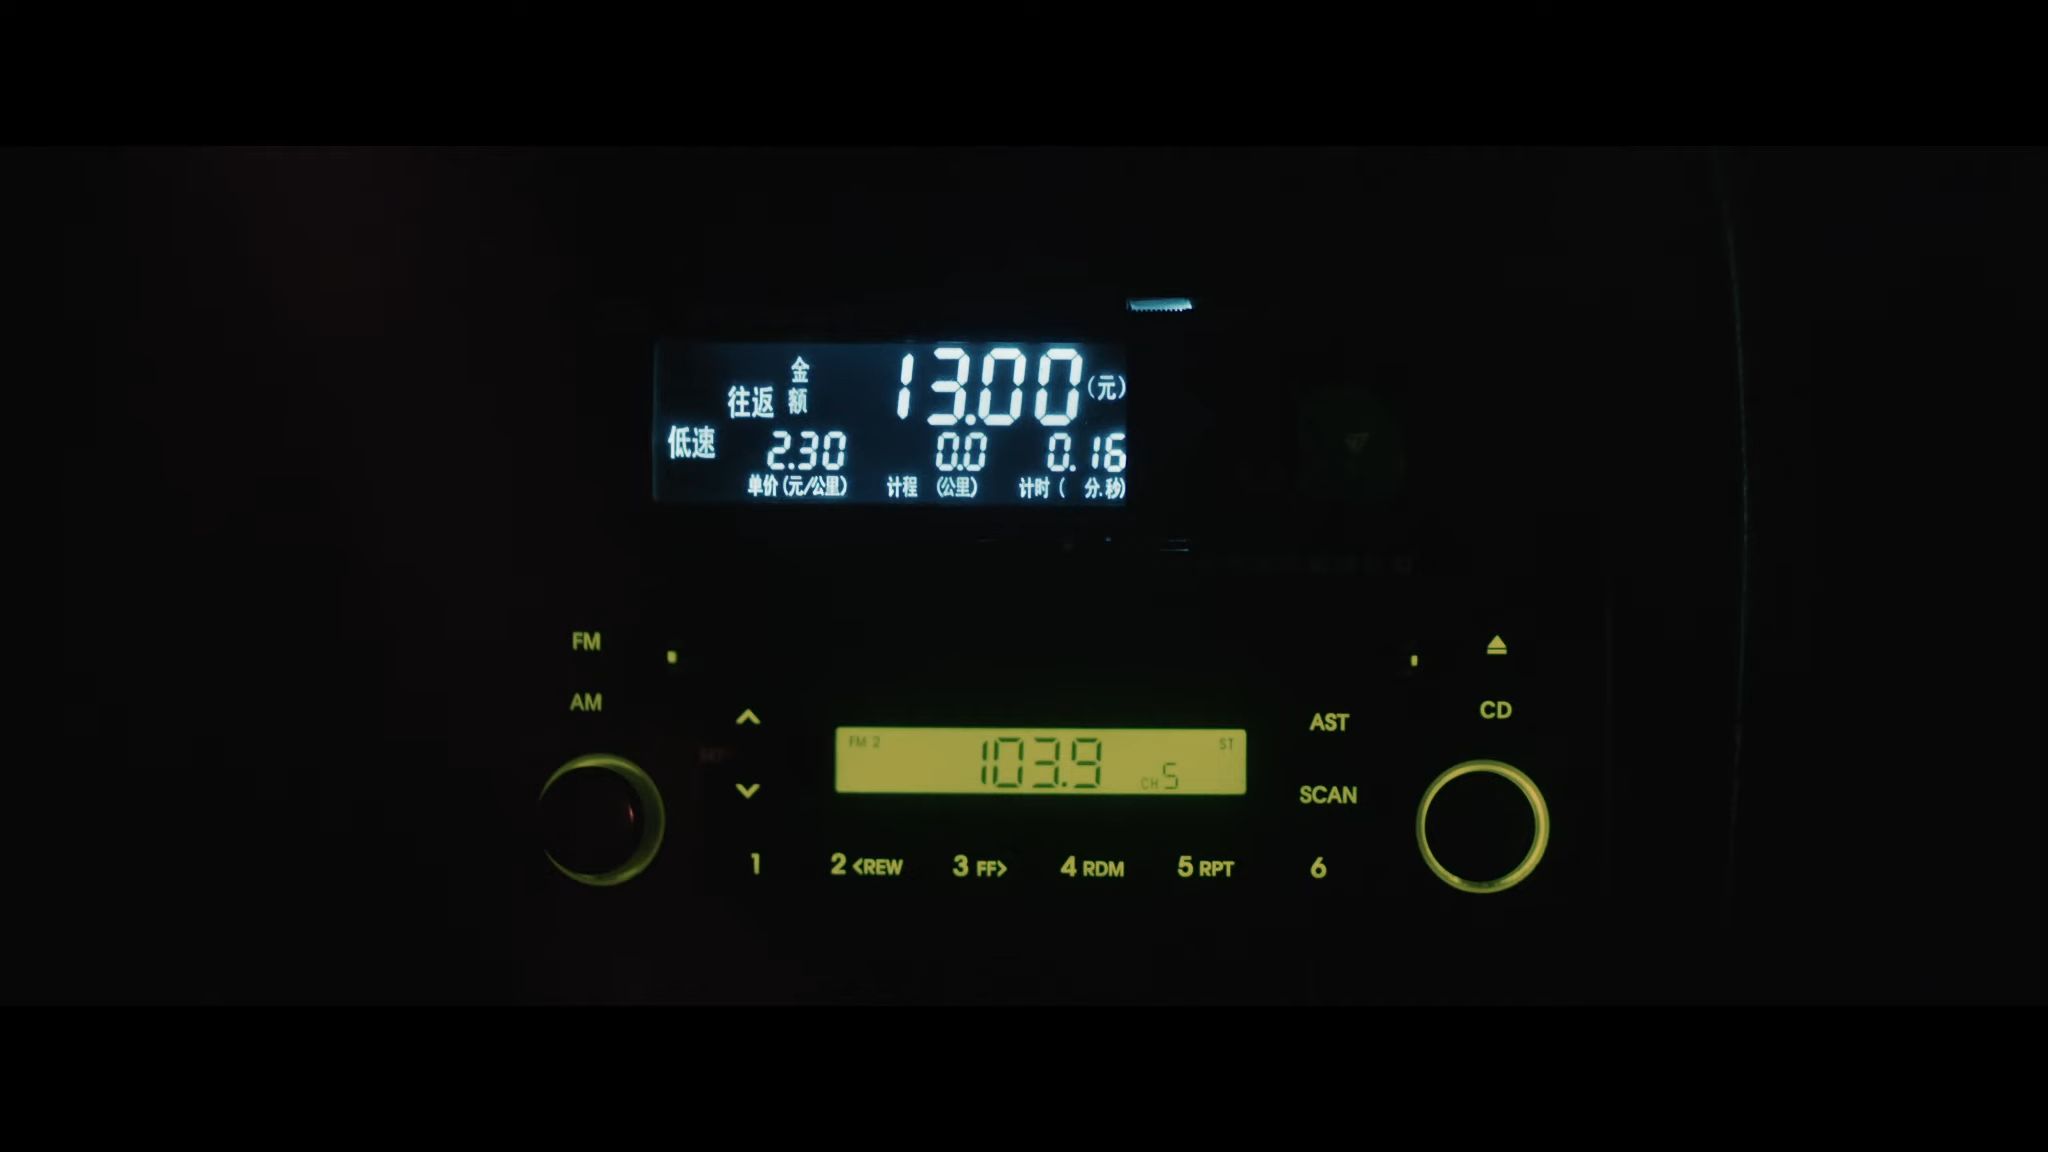 金
往返 额 13.00 (元)
低速 2.30 0.0 0.16
单价(元/公里) 计程 (公里) 计时( 分.秒)
FM
AM
FM 2 103.9 CH 5 ST
AST
CD
SCAN
1 2 <REW 3 FF> 4 RDM 5 RPT 6